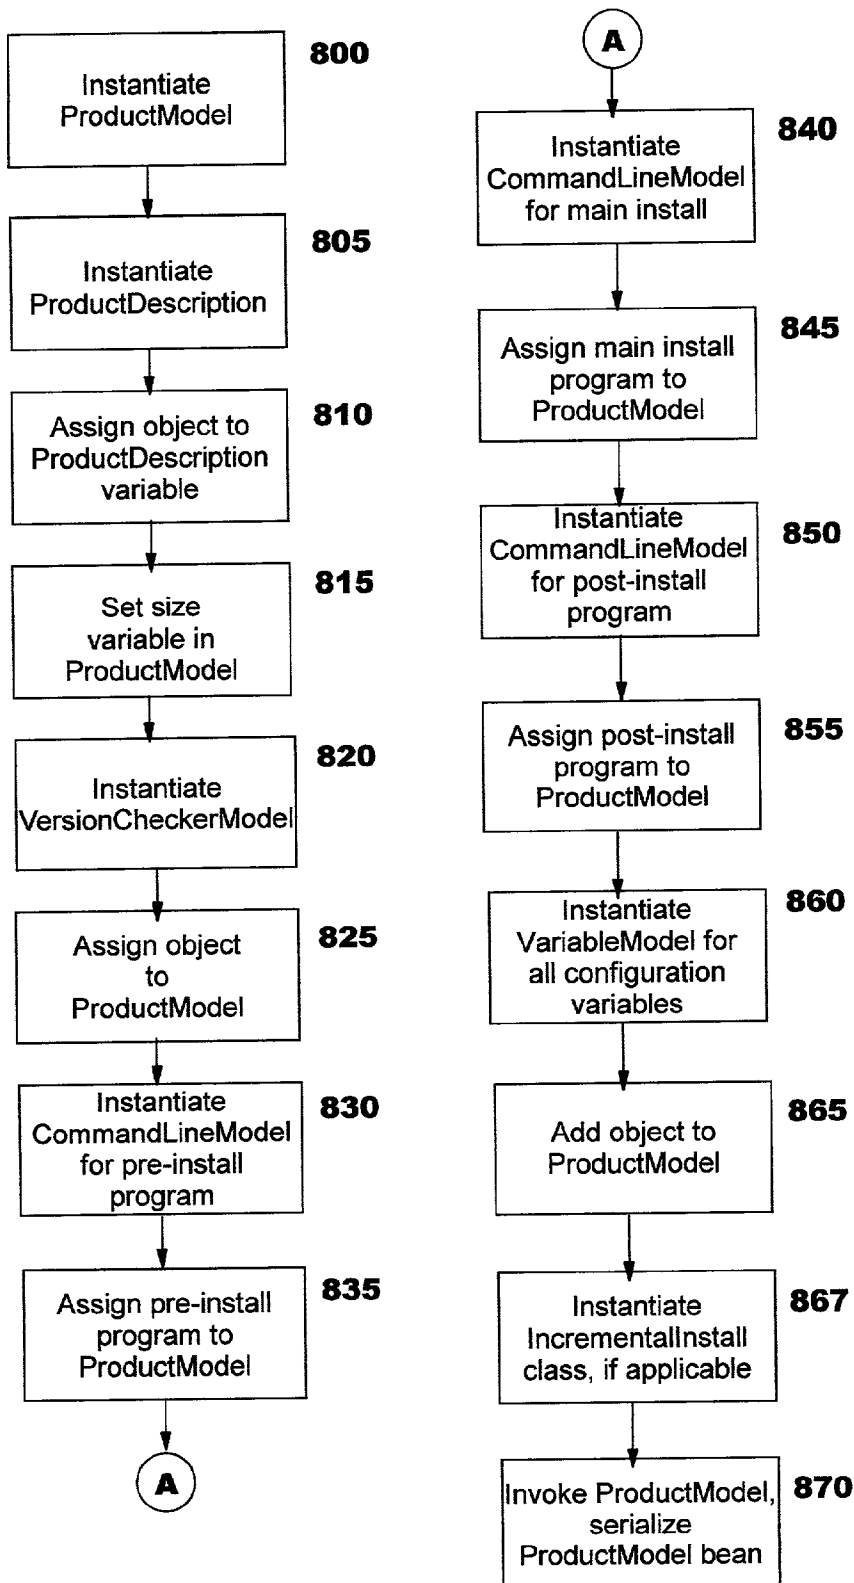 800
Instantiate
ProductModel
805
Instantiate
ProductDescription
810
Assign object to
ProductDescription
variable
815
Set size
variable in
ProductModel
820
Instantiate
VersionCheckerModel
825
Assign object
to
ProductModel
830
Instantiate
CommandLineModel
for pre-install
program
835
Assign pre-install
program to
ProductModel
A
A
840
Instantiate
CommandLineModel
for main install
845
Assign main install
program to
ProductModel
850
Instantiate
CommandLineModel
for post-install
program
855
Assign post-install
program to
ProductModel
860
Instantiate
VariableModel for
all configuration
variables
865
Add object to
ProductModel
867
Instantiate
IncrementalInstall
class, if applicable
870
Invoke ProductModel,
serialize
ProductModel bean